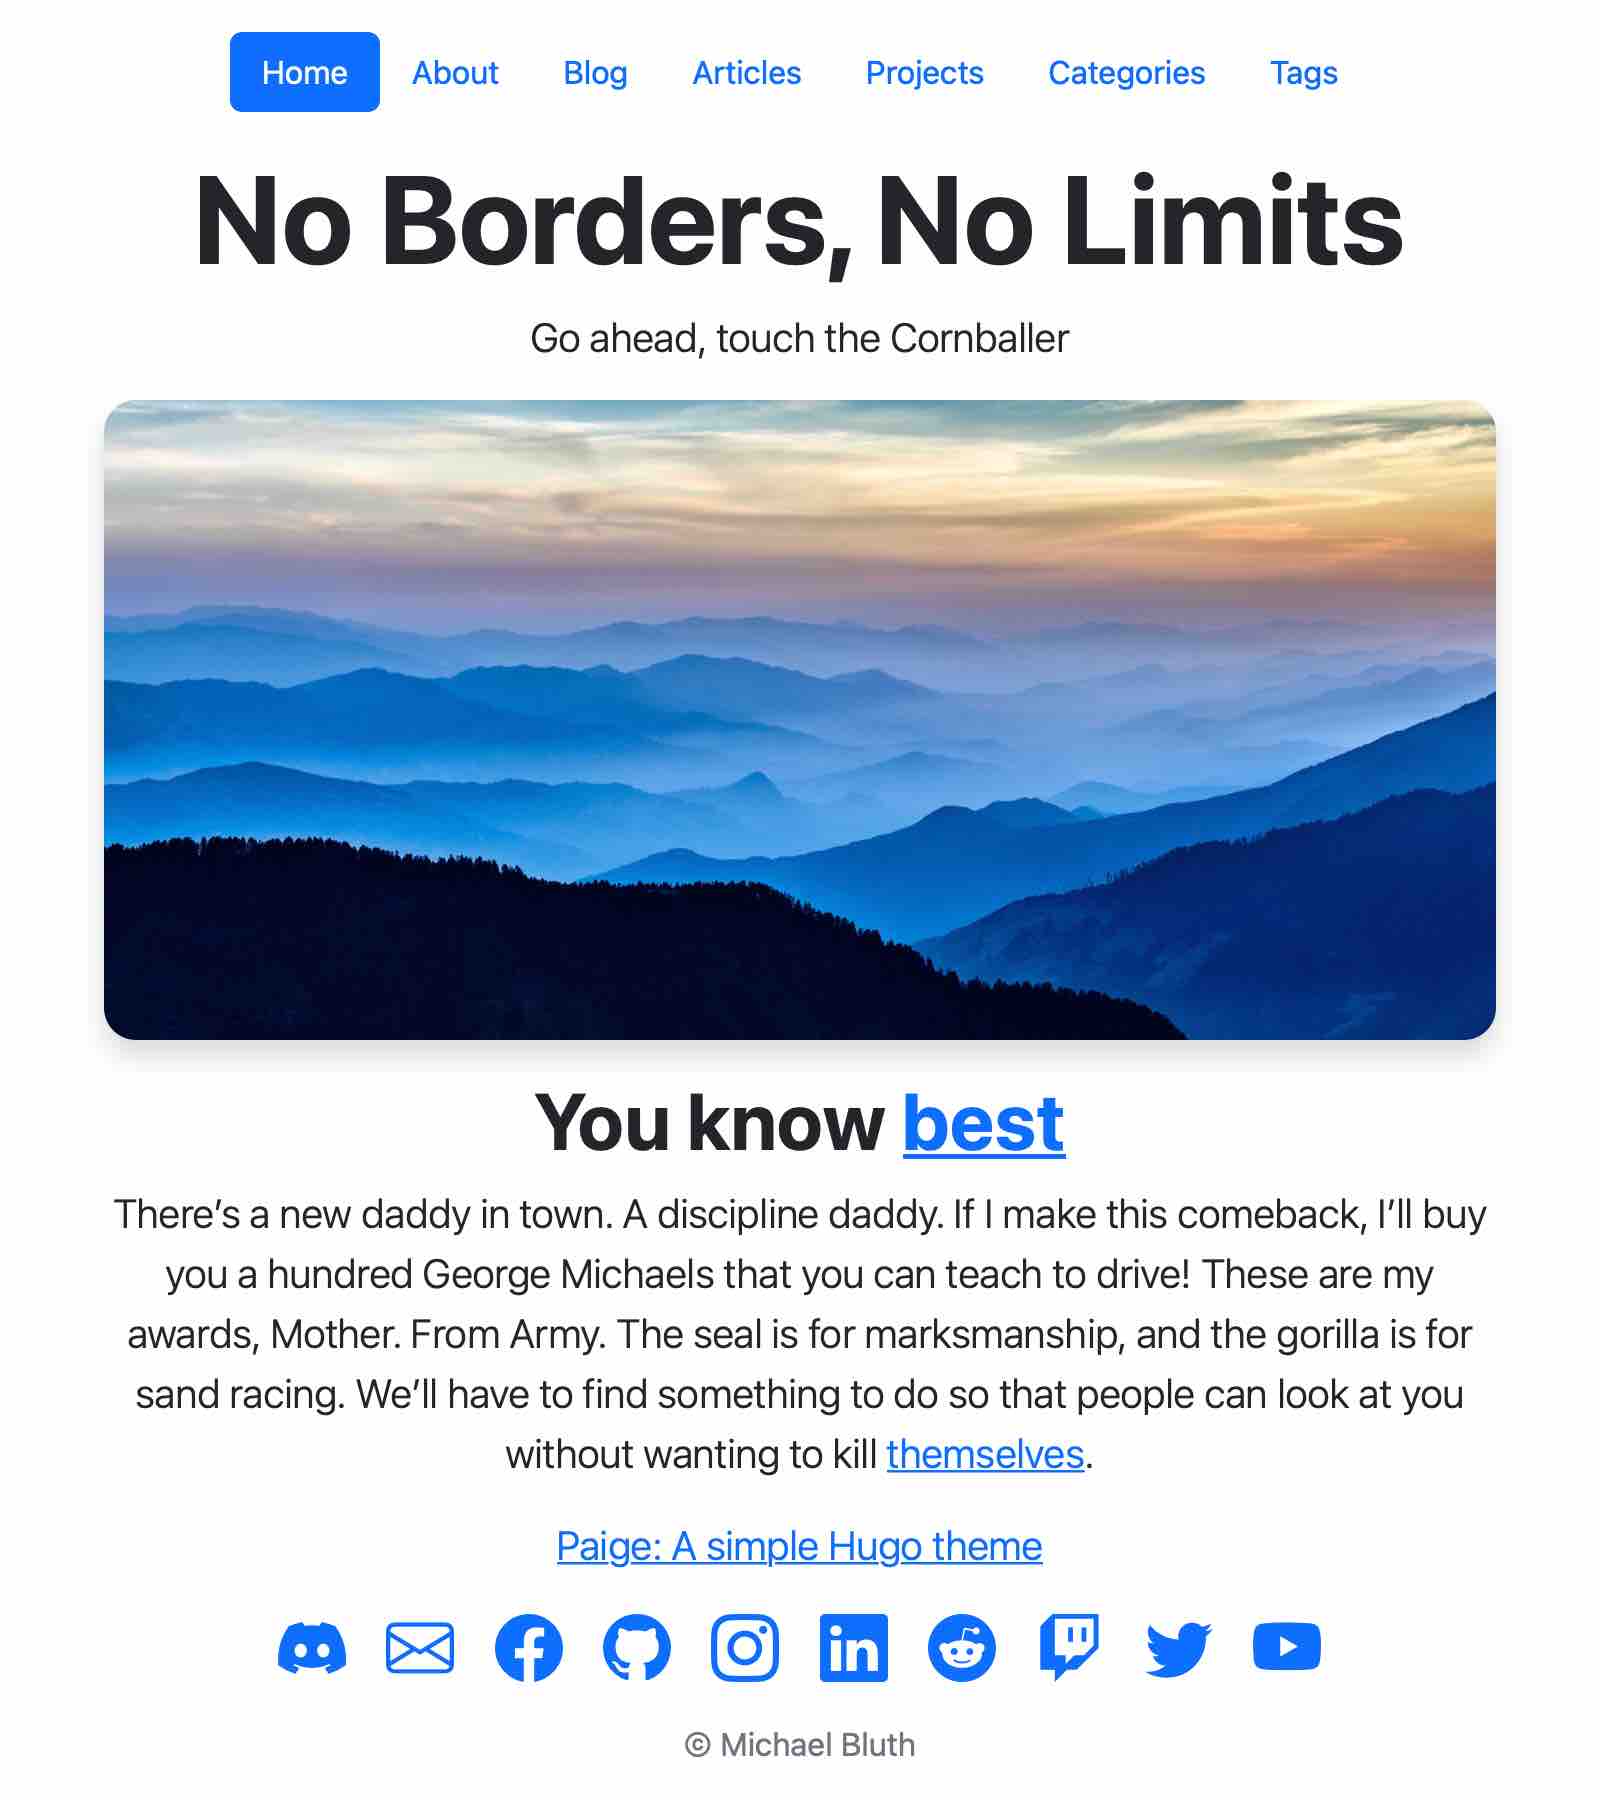 Home About Blog Articles Projects Categories Tags
No Borders, No Limits
Go ahead, touch the Cornballer
You know best
There’s a new daddy in town. A discipline daddy. If I make this comeback, I’ll buy
you a hundred George Michaels that you can teach to drive! These are my
awards, Mother. From Army. The seal is for marksmanship, and the gorilla is for
sand racing. We’ll have to find something to do so that people can look at you
without wanting to kill themselves.
Paige: A simple Hugo theme
in
© Michael Bluth